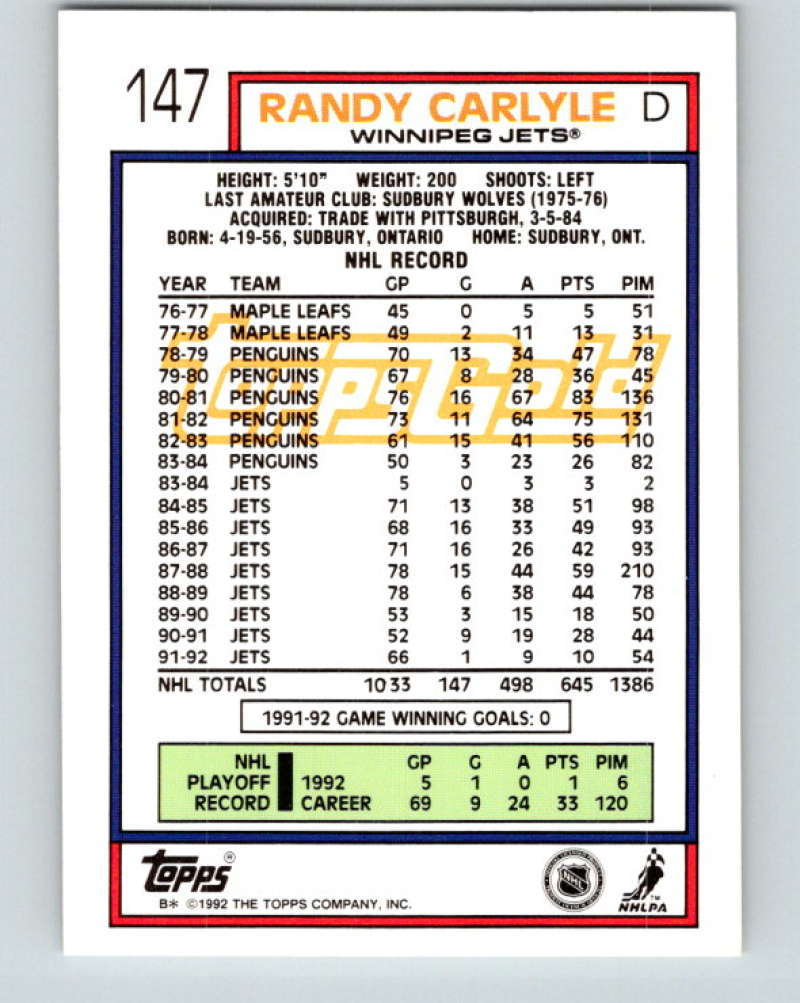 147
RANDY CARLYLE D
WINNIPEG JETS®
HEIGHT: 5'10" WEIGHT: 200 SHOOTS: LEFT
LAST AMATEUR CLUB: SUDBURY WOLVES (1975-76)
ACQUIRED: TRADE WITH PITTSBURGH, 3-5-84
BORN: 4-19-56, SUDBURY, ONTARIO HOME: SUDBURY, ONT.
NHL RECORD
YEAR TEAM GP G A PTS PIM
76-77 MAPLE LEAFS 45 0 5 5 51
77-78 MAPLE LEAFS 49 2 11 13 31
78-79 PENGUINS 70 13 34 47 78
79-80 PENGUINS 67 8 28 36 45
80-81 PENGUINS 76 16 67 83 136
81-82 PENGUINS 73 11 64 75 131
82-83 PENGUINS 61 15 41 56 110
83-84 PENGUINS 50 3 23 26 82
83-84 JETS 5 0 3 3 2
84-85 JETS 71 13 38 51 98
85-86 JETS 68 16 33 49 93
86-87 JETS 71 16 26 42 93
87-88 JETS 78 15 44 59 210
88-89 JETS 78 6 38 44 78
89-90 JETS 53 3 15 18 50
90-91 JETS 52 9 19 28 44
91-92 JETS 66 1 9 10 54
Topps Gold
NHL TOTALS 1033 147 498 645 1386
1991-92 GAME WINNING GOALS: 0
NHL GP G A PTS PIM
PLAYOFF 1992 5 1 0 1 6
RECORD CAREER 69 9 24 33 120
TOPPS®
B* ©1992 THE TOPPS COMPANY, INC.
NHL
NHLPA™